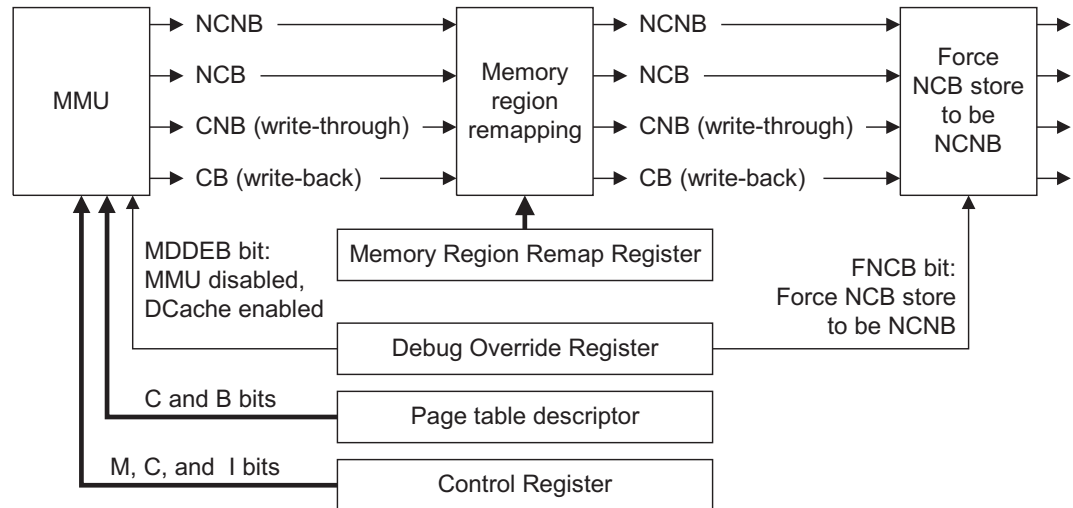 MMU
NCNB
NCB
CNB (write-through)
CB (write-back)
Memory
region
remapping
NCNB
NCB
CNB (write-through)
CB (write-back)
Force
NCB store
to be
NCNB
MDDEB bit:
MMU disabled,
DCache enabled
Memory Region Remap Register
FNCB bit:
Force NCB store
to be NCNB
Debug Override Register
C and B bits
Page table descriptor
M, C, and I bits
Control Register